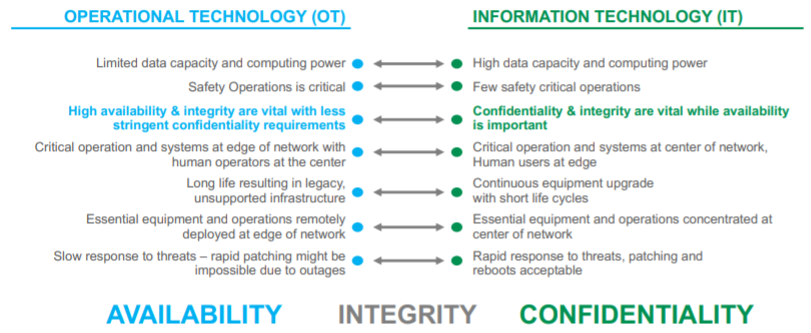 OPERATIONAL TECHNOLOGY (OT)
INFORMATION TECHNOLOGY (IT)
Limited data capacity and computing power
High data capacity and computing power
Safety Operations is critical
Few safety critical operations
High availability & integrity are vital with less
stringent confidentiality requirements
Confidentiality & integrity are vital while availability
is important
Critical operation and systems at edge of network with
human operators at the center
Critical operation and systems at center of network,
Human users at edge
Long life resulting in legacy,
unsupported infrastructure
Continuous equipment upgrade
with short life cycles
Essential equipment and operations remotely
deployed at edge of network
Essential equipment and operations concentrated at
center of network
Slow response to threats – rapid patching might be
impossible due to outages
Rapid response to threats, patching and
reboots acceptable
AVAILABILITY INTEGRITY CONFIDENTIALITY